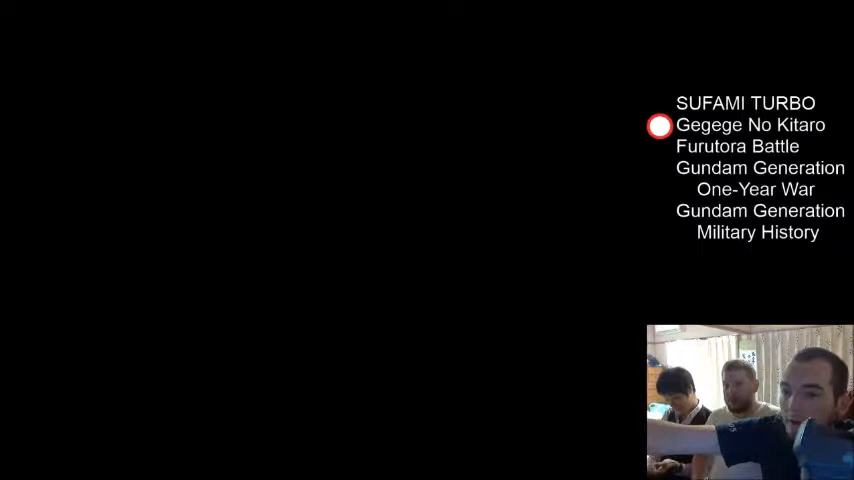 SUFAMI TURBO
Gegege No Kitaro
Furutora Battle
Gundam Generation
One-Year War
Gundam Generation
Military History